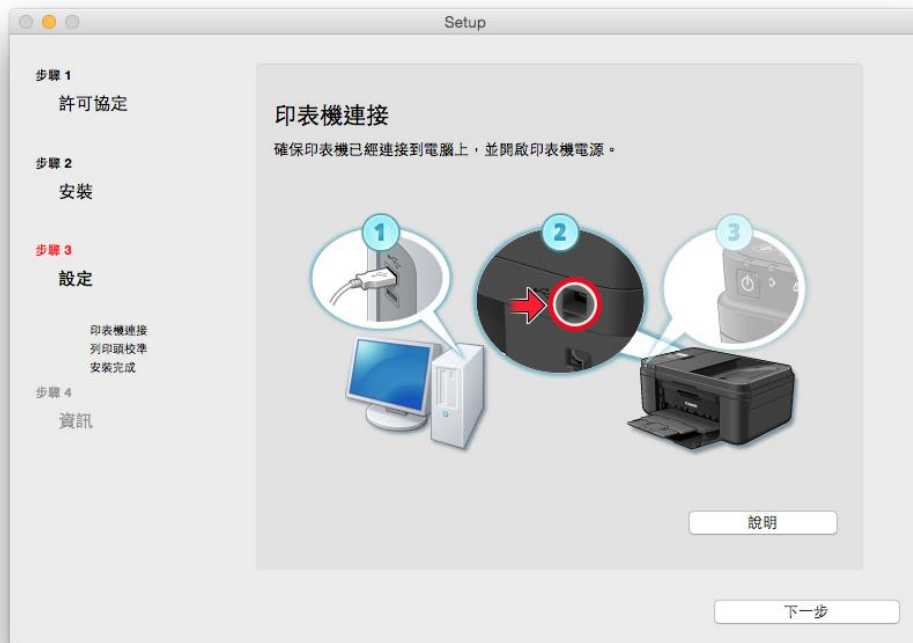 Setup
步驟 1
許可協定
步驟 2
安裝
步驟 3
設定
印表機連接
列印頭校準
安裝完成
步驟 4
資訊
印表機連接
確保印表機已經連接到電腦上，並開啟印表機電源。
1
2
3
說明
下一步